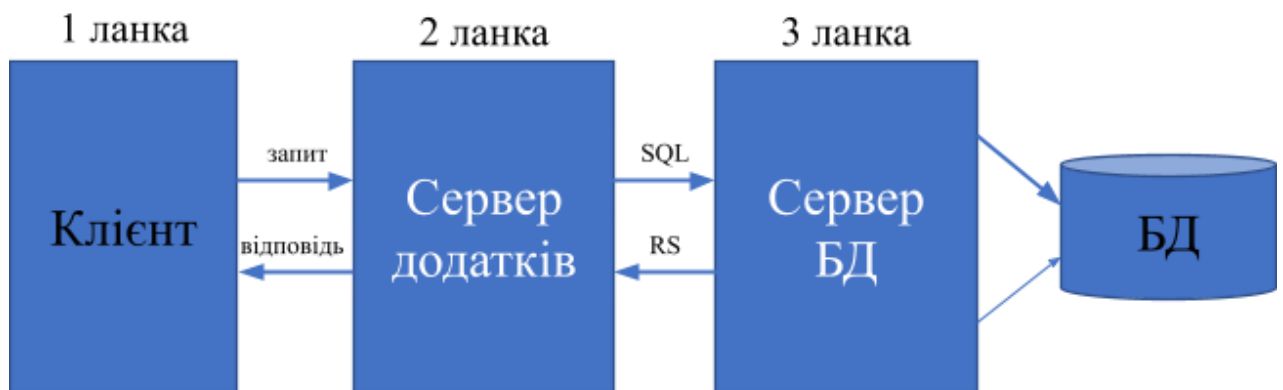 1 ланка
2 ланка
3 ланка
Клієнт
запит
відповідь
Сервер
додатків
SQL
RS
Сервер
БД
БД